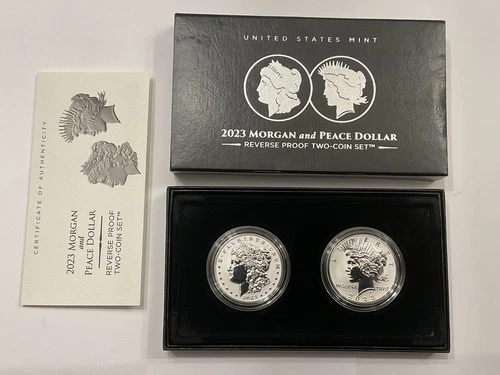 UNITED STATES MINT
2023 MORGAN and PEACE DOLLAR
REVERSE PROOF TWO-COIN SET™
CERTIFICATE OF AUTHENTICITY
2023 MORGAN
and
PEACE DOLLAR
REVERSE PROOF
TWO-COIN SET™
2023